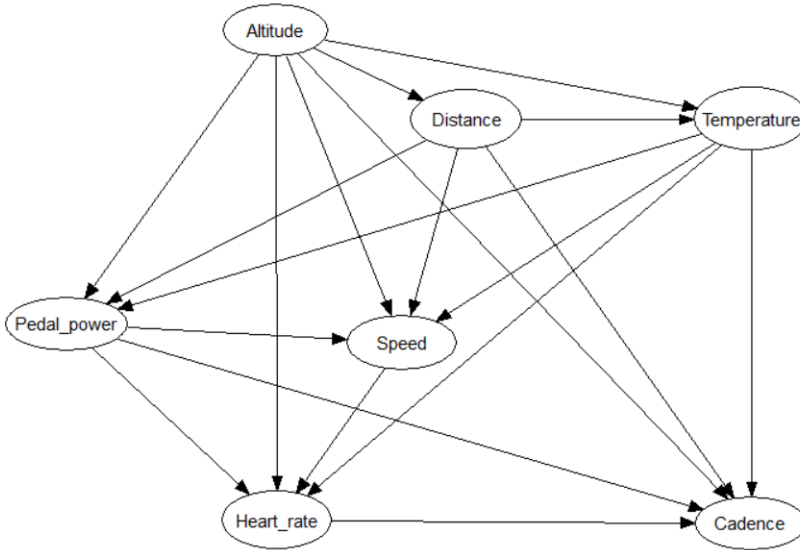 Altitude
Distance
Temperature
Pedal_power
Speed
Heart_rate
Cadence